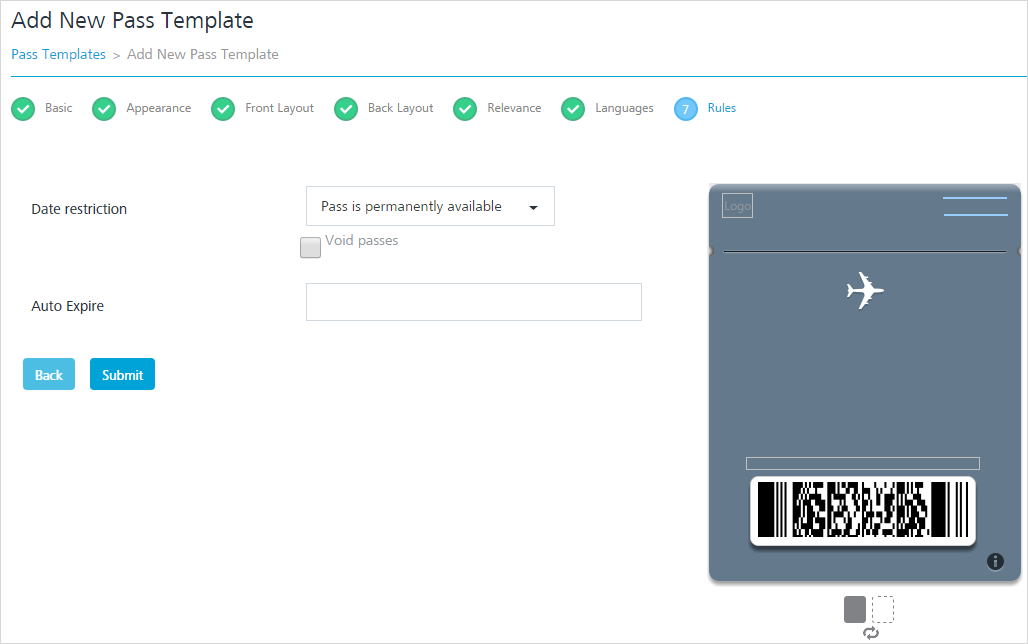 Add New Pass Template
Pass Templates > Add New Pass Template
Basic Appearance Front Layout Back Layout Relevance Languages 7 Rules
Date restriction Pass is permanently available
Void passes
Auto Expire
Back Submit
Logo
i